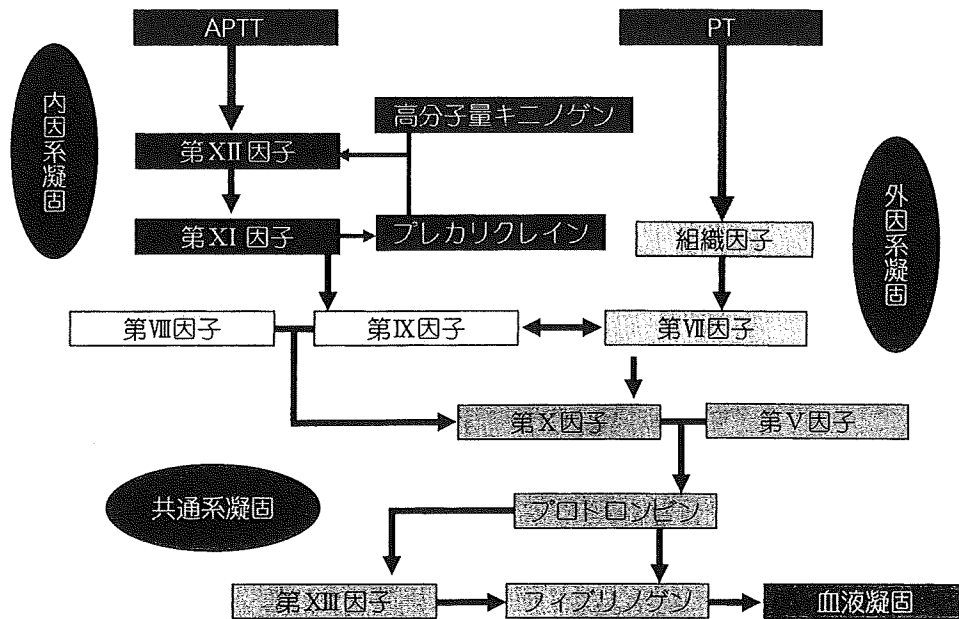 APTT
PT
内因系凝固
高分子量キニノゲン
第XII因子
外因系凝固
第XI因子
プレカリクレイン
組織因子
第VIII因子
第IX因子
第VII因子
第X因子
第V因子
共通系凝固
プロトロンビン
第XIII因子
フィブリノゲン
血液凝固